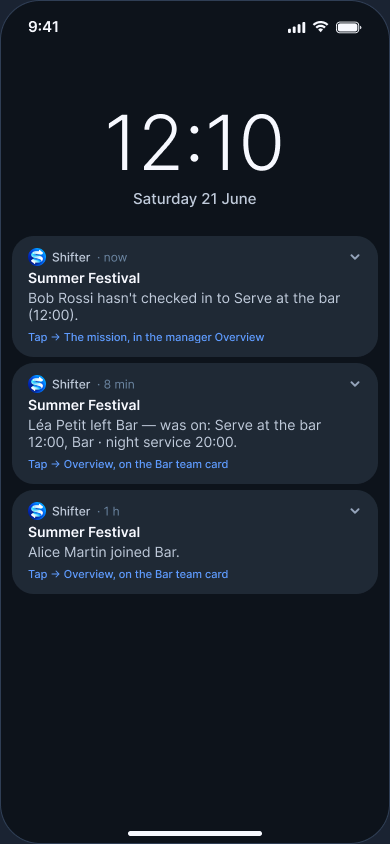 9:41
12:10
Saturday 21 June
Shifter · now
Summer Festival
Bob Rossi hasn't checked in to Serve at the bar
(12:00).
Tap → The mission, in the manager Overview
Shifter · 8 min
Summer Festival
Léa Petit left Bar — was on: Serve at the bar
12:00, Bar · night service 20:00.
Tap → Overview, on the Bar team card
Shifter · 1 h
Summer Festival
Alice Martin joined Bar.
Tap → Overview, on the Bar team card